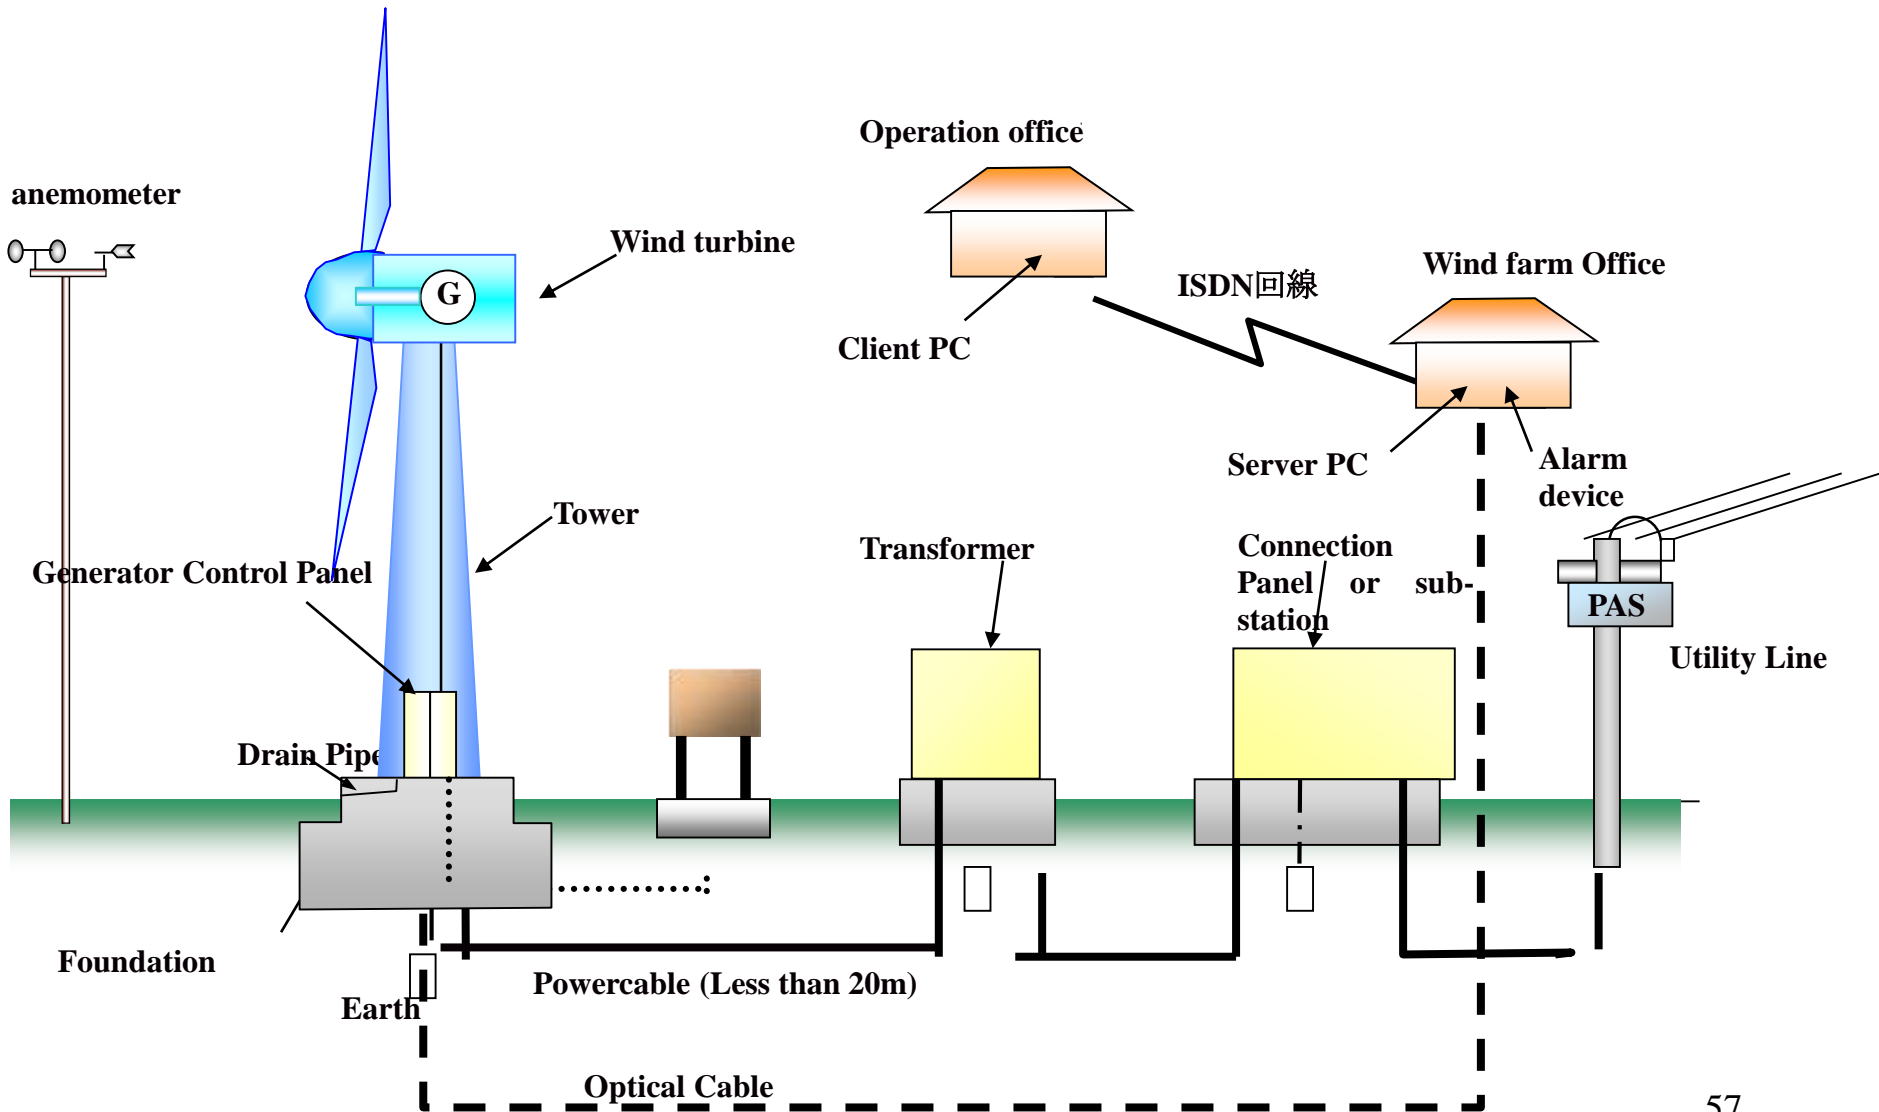 Operation office
anemometer
Wind turbine
Wind farm Office
ISDN回線
G
Client PC
Server PC
Alarm
device
Tower
Transformer
Connection
Panel or sub-
station
Generator Control Panel
PAS
Utility Line
Drain Pipe
Foundation
Powercable (Less than 20m)
Earth
Optical Cable
57